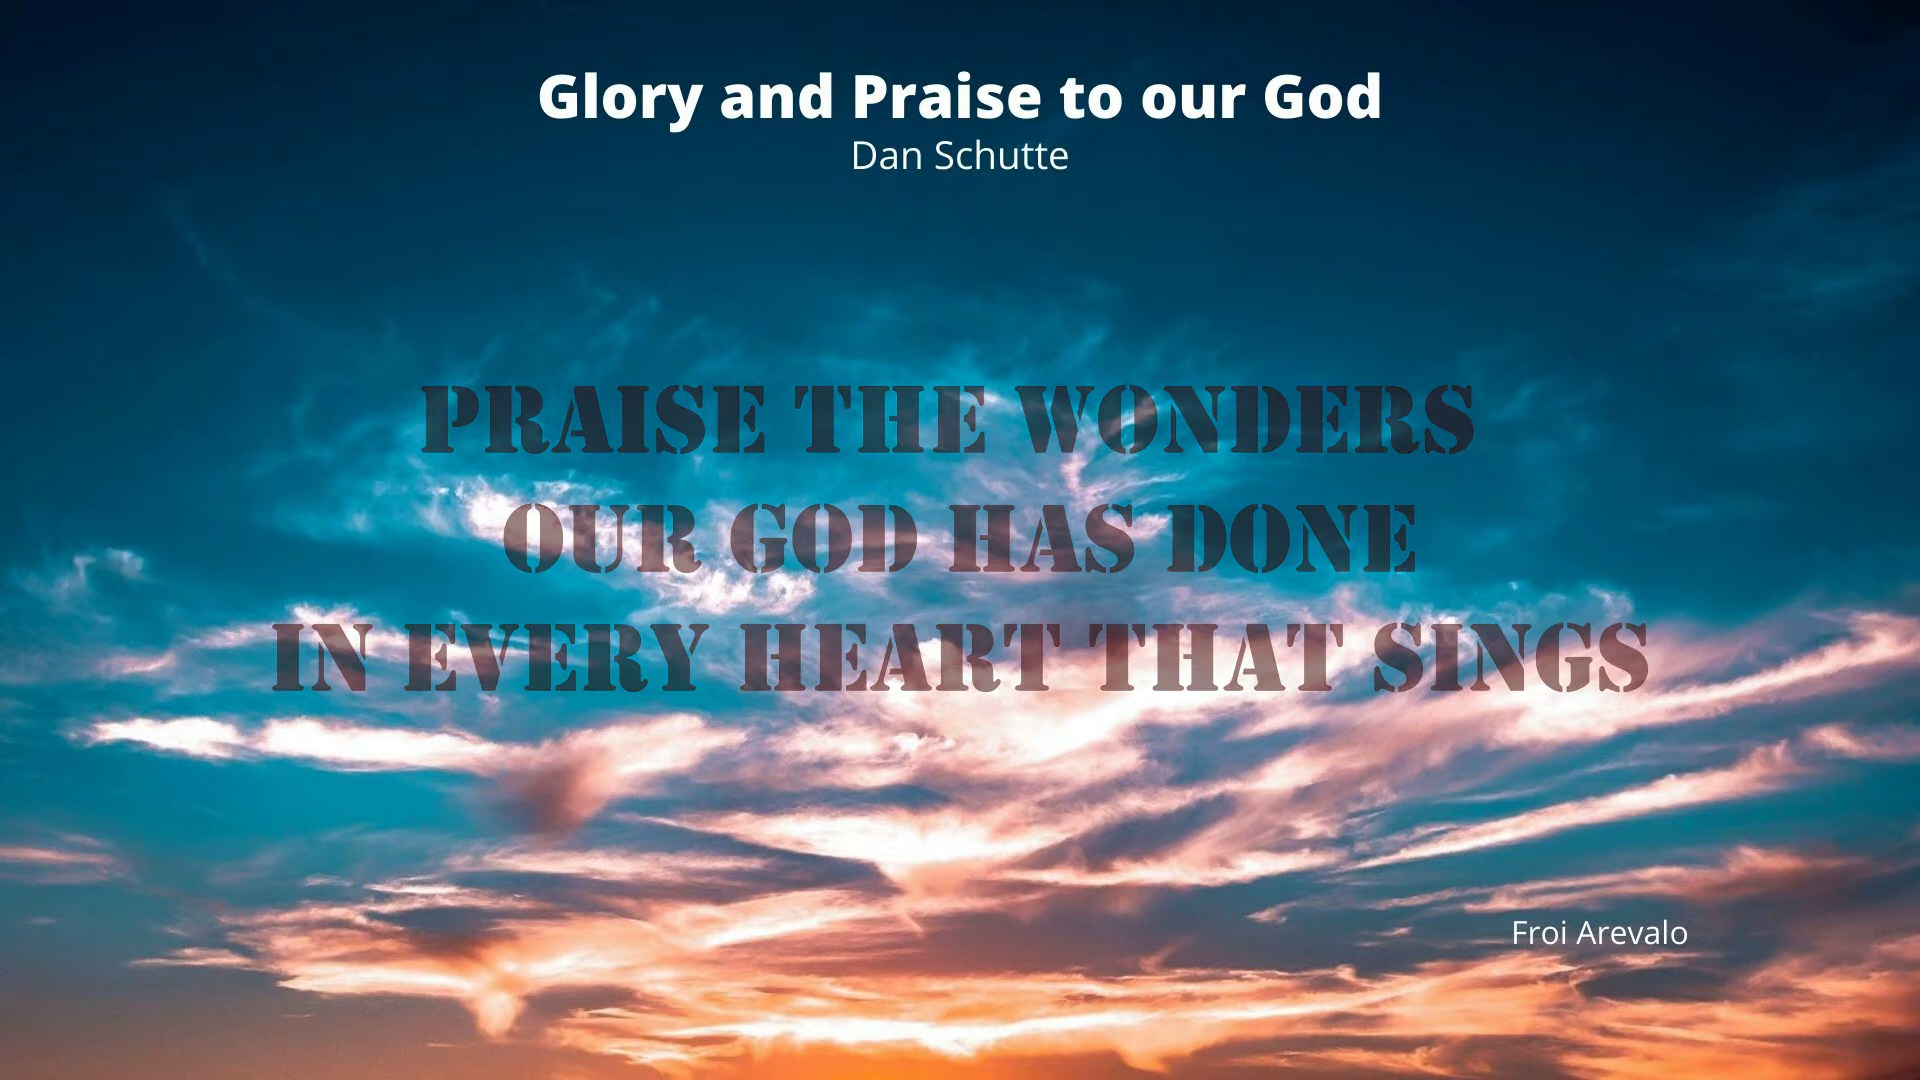 Glory and Praise to our God
Dan Schutte
PRAISE THE WONDERS
OUR GOD HAS DONE
IN EVERY HEART THAT SINGS
Froi Arevalo